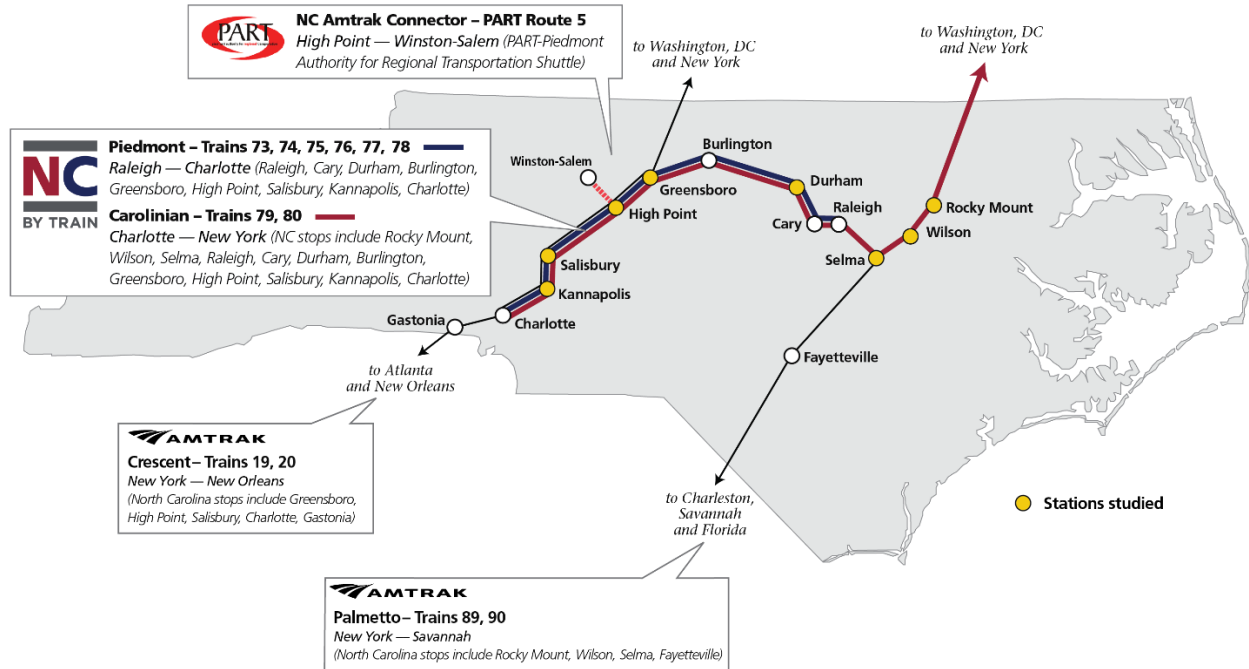 PART
NC Amtrak Connector – PART Route 5
High Point — Winston-Salem (PART-Piedmont
Authority for Regional Transportation Shuttle)
to Washington, DC
and New York
to Washington, DC
and New York
NC
BY TRAIN
Piedmont – Trains 73, 74, 75, 76, 77, 78
Raleigh — Charlotte (Raleigh, Cary, Durham, Burlington,
Greensboro, High Point, Salisbury, Kannapolis, Charlotte)
Carolinian – Trains 79, 80
Charlotte — New York (NC stops include Rocky Mount,
Wilson, Selma, Raleigh, Cary, Durham, Burlington,
Greensboro, High Point, Salisbury, Kannapolis, Charlotte)
Winston-Salem
Burlington
Greensboro
Durham
High Point
Raleigh
Cary
Rocky Mount
Wilson
Selma
Salisbury
Kannapolis
Gastonia
Charlotte
Fayetteville
to Atlanta
and New Orleans
AMTRAK
Crescent– Trains 19, 20
New York — New Orleans
(North Carolina stops include Greensboro,
High Point, Salisbury, Charlotte, Gastonia)
to Charleston,
Savannah
and Florida
Stations studied
AMTRAK
Palmetto– Trains 89, 90
New York — Savannah
(North Carolina stops include Rocky Mount, Wilson, Selma, Fayetteville)